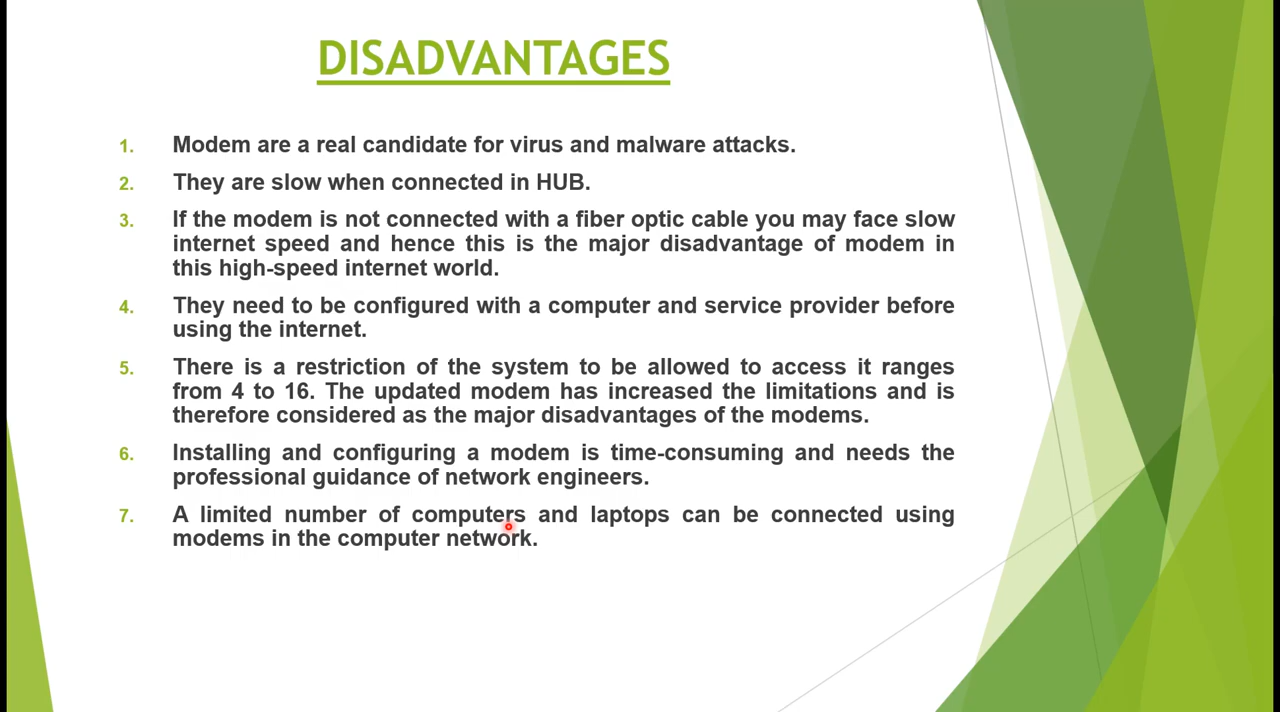 DISADVANTAGES
1. Modem are a real candidate for virus and malware attacks.
2. They are slow when connected in HUB.
3. If the modem is not connected with a fiber optic cable you may face slow
internet speed and hence this is the major disadvantage of modem in
this high-speed internet world.
4. They need to be configured with a computer and service provider before
using the internet.
5. There is a restriction of the system to be allowed to access it ranges
from 4 to 16. The updated modem has increased the limitations and is
therefore considered as the major disadvantages of the modems.
6. Installing and configuring a modem is time-consuming and needs the
professional guidance of network engineers.
7. A limited number of computers and laptops can be connected using
modems in the computer network.